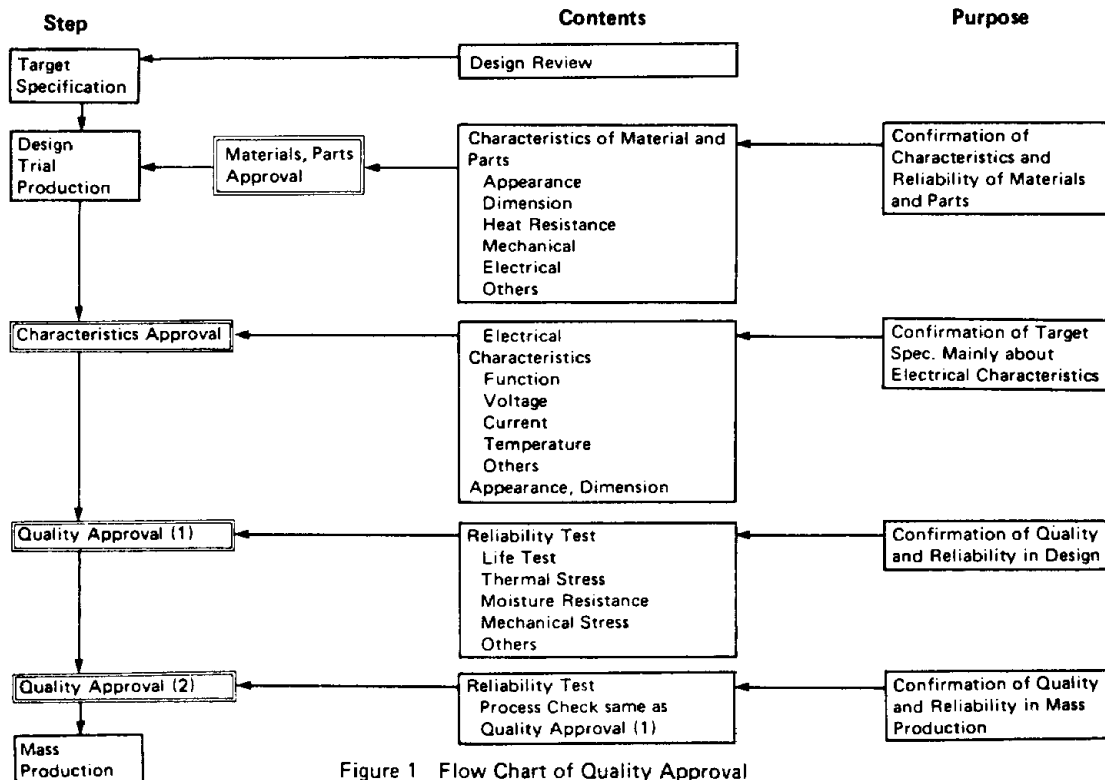 Step
Contents
Purpose
Target
Specification
Design Review
Design
Trial
Production
Materials, Parts
Approval
Characteristics of Material and
Parts
Appearance
Dimension
Heat Resistance
Mechanical
Electrical
Others
Confirmation of
Characteristics and
Reliability of Materials
and Parts
Characteristics Approval
Electrical
Characteristics
Function
Voltage
Current
Temperature
Others
Appearance, Dimension
Confirmation of Target
Spec. Mainly about
Electrical Characteristics
Quality Approval (1)
Reliability Test
Life Test
Thermal Stress
Moisture Resistance
Mechanical Stress
Others
Confirmation of Quality
and Reliability in Design
Quality Approval (2)
Reliability Test
Process Check same as
Quality Approval (1)
Confirmation of Quality
and Reliability in Mass
Production
Mass
Production
Figure 1 Flow Chart of Quality Approval